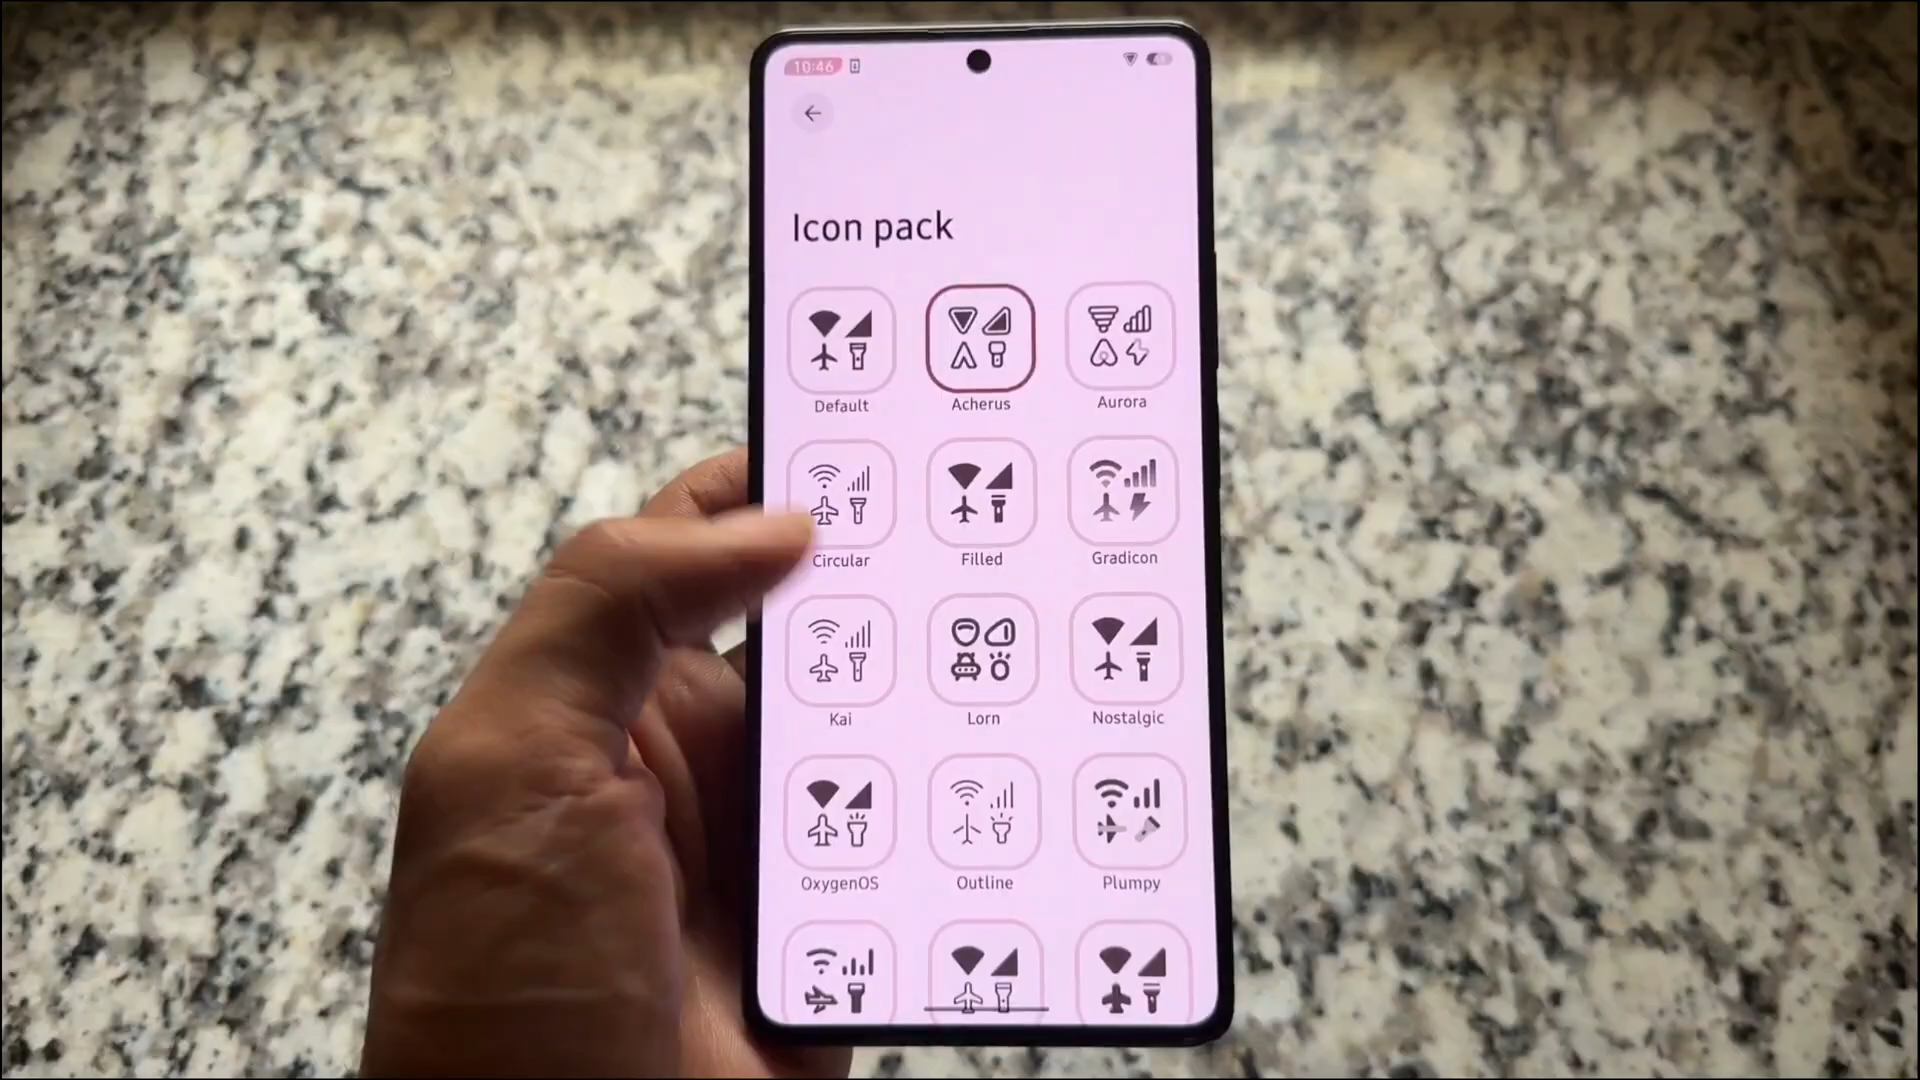 10:46
Icon pack
Default
Acherus
Aurora
Circular
Filled
Gradicon
Kai
Lorn
Nostalgic
OxygenOS
Outline
Plumpy